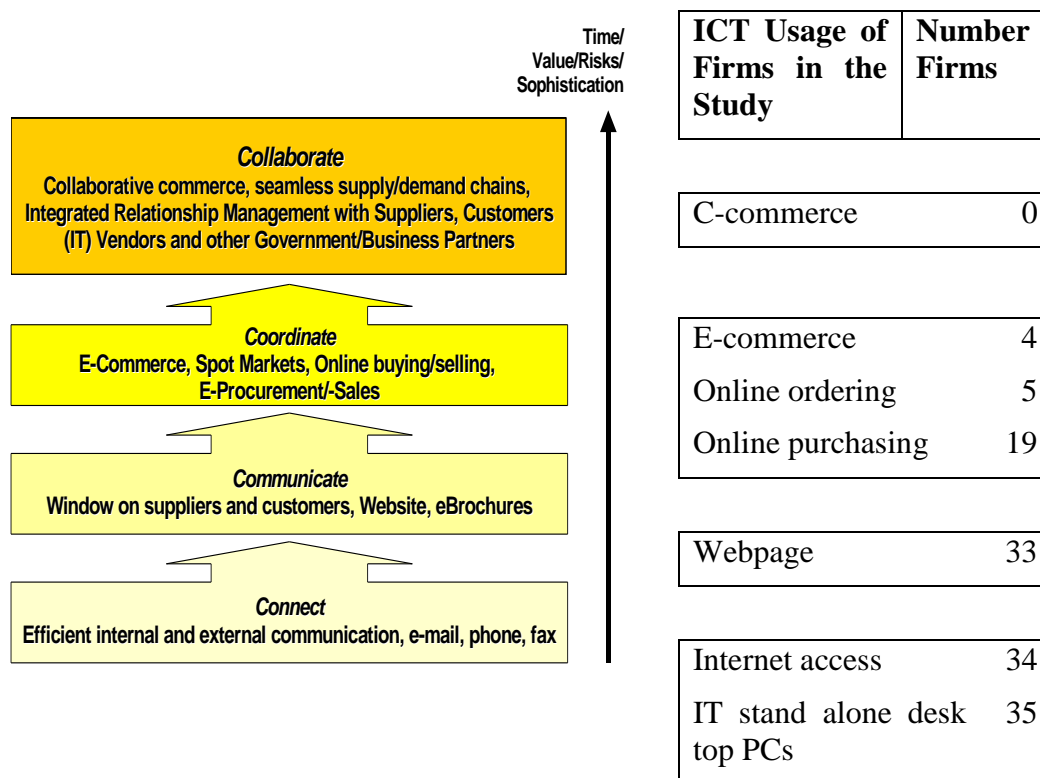 Time/
Value/Risks/
Sophistication
Collaborate
Collaborative commerce, seamless supply/demand chains,
Integrated Relationship Management with Suppliers, Customers
(IT) Vendors and other Government/Business Partners
Coordinate
E-Commerce, Spot Markets, Online buying/selling,
E-Procurement/-Sales
Communicate
Window on suppliers and customers, Website, eBrochures
Connect
Efficient internal and external communication, e-mail, phone, fax
ICT Usage of Number
Firms in the Firms
Study
C-commerce 0
E-commerce 4
Online ordering 5
Online purchasing 19
Webpage 33
Internet access 34
IT stand alone desk 35
top PCs